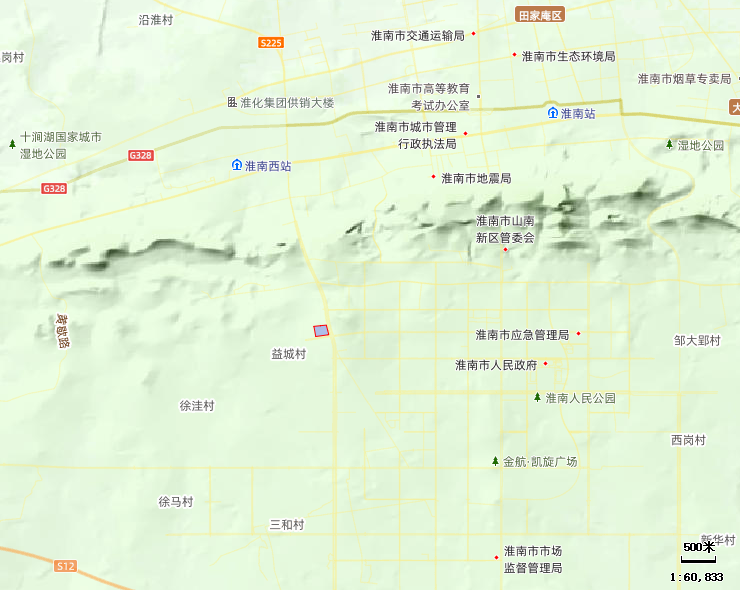 沿淮村
田家庵区
S225
淮南市交通运输局
淮南市生态环境局
岗村
淮南市烟草专卖局
淮南市高等教育
考试办公室
淮化集团供销大楼
大
淮南站
十涧湖国家城市
湿地公园
淮南市城市管理
行政执法局
湿地公园
G328
淮南西站
G328
淮南市地震局
淮南市山南
新区管委会
寿歇路
淮南市应急管理局
邹大郢村
益城村
淮南市人民政府
淮南人民公园
徐洼村
西岗村
金航·凯旋广场
徐马村
三和村
新华村
500米
淮南市市场
监督管理局
S12
1:60,833